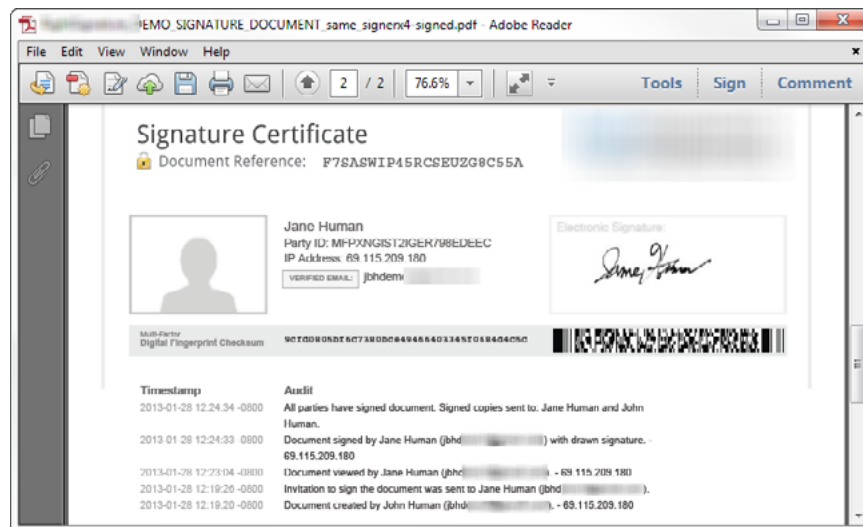 DEMO_SIGNATURE_DOCUMENT_same_signerx4-signed.pdf - Adobe Reader
File Edit View Window Help
2 / 2 76.6% Tools Sign Comment
Signature Certificate
Document Reference: F7SASWIP45RCSEUZG8C55A
Jane Human
Party ID: MFPXNGIST2IGER798EDEEC
IP Address: 69.115.209.180
VERIFIED EMAIL: jbhdemo
Electronic Signature:
Multi-Factor
Digital Fingerprint Checksum
Timestamp Audit
2013-01-28 12:24:34 -0800 All parties have signed document. Signed copies sent to: Jane Human and John
Human.
2013-01-28 12:24:33 -0800 Document signed by Jane Human (jbhd ) with drawn signature. -
69.115.209.180
2013-01-28 12:23:04 -0800 Document viewed by Jane Human (jbhd ). - 69.115.209.180
2013-01-28 12:19:26 -0800 Invitation to sign the document was sent to Jane Human (jbhd ).
2013-01-28 12:19:20 -0800 Document created by John Human (jbhd ). - 69.115.209.180